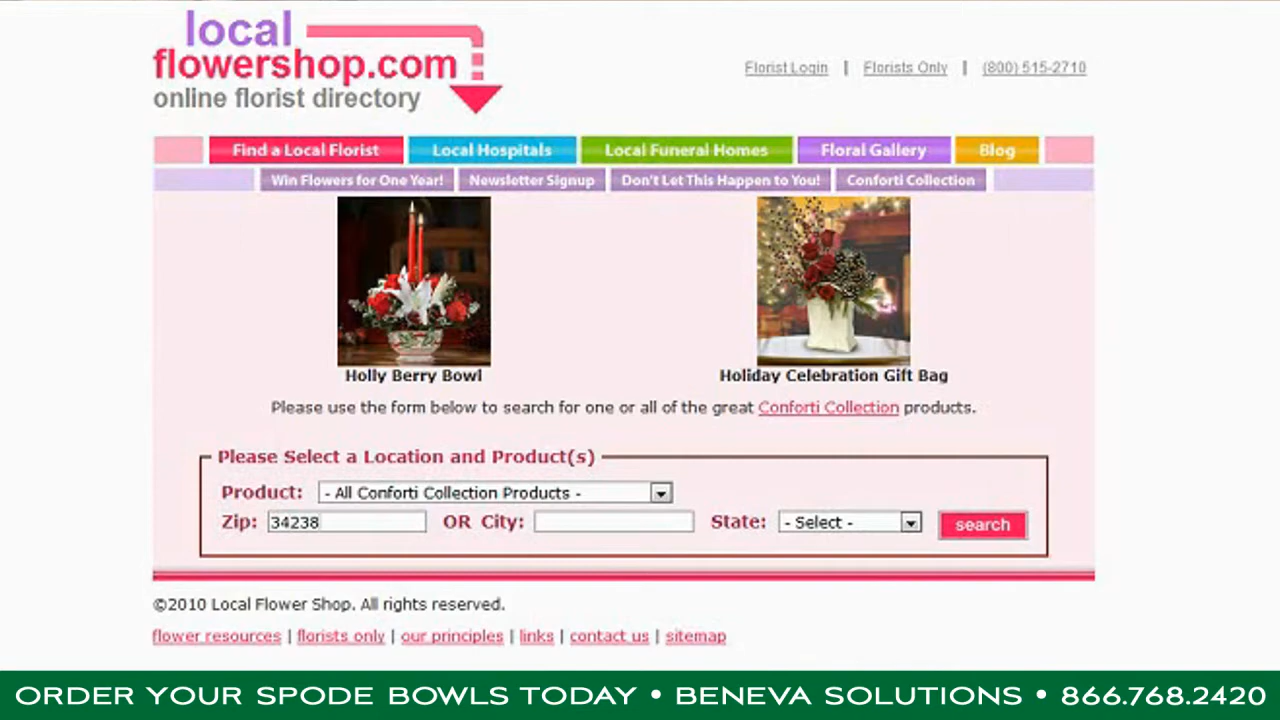 local
flowershop.com
online florist directory
Florist Login | Florists Only | (800) 515-2710
Find a Local Florist Local Hospitals Local Funeral Homes Floral Gallery Blog
Win Flowers for One Year! Newsletter Signup Don't Let This Happen to You! Conforti Collection
Holly Berry Bowl Holiday Celebration Gift Bag
Please use the form below to search for one or all of the great Conforti Collection products.
Please Select a Location and Product(s)
Product: - All Conforti Collection Products -
Zip: 34238 OR City: State: - Select - search
©2010 Local Flower Shop. All rights reserved.
flower resources | florists only | our principles | links | contact us | sitemap
ORDER YOUR SPODE BOWLS TODAY • BENEVA SOLUTIONS • 866.768.2420